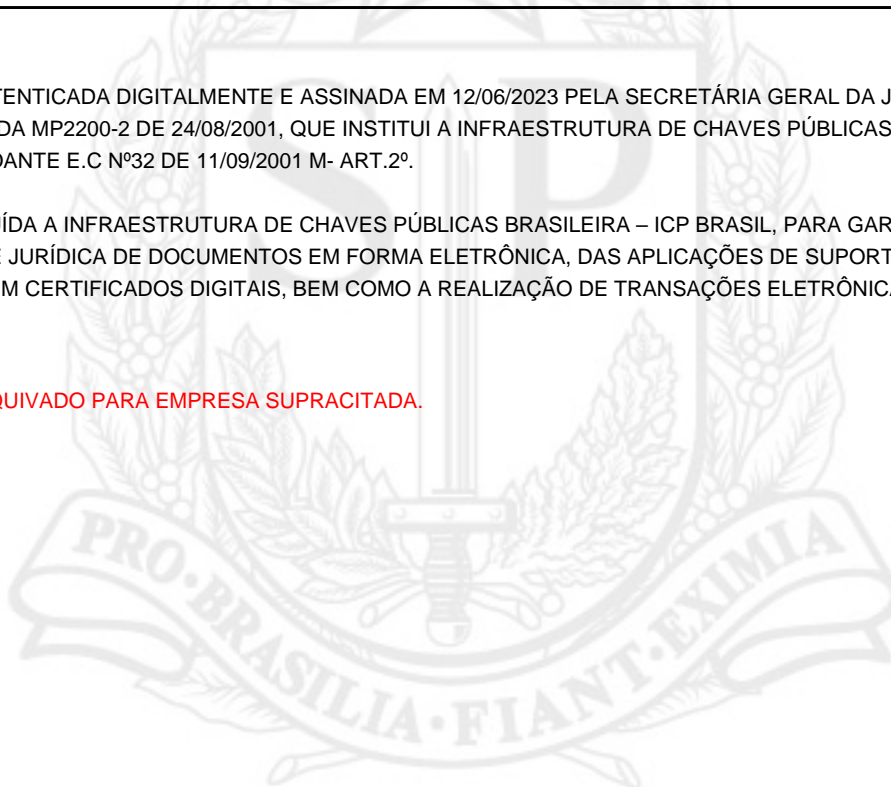 TENTICADA DIGITALMENTE E ASSINADA EM 12/06/2023 PELA SECRETÁRIA GERAL DA J
DA MP2200-2 DE 24/08/2001, QUE INSTITUI A INFRAESTRUTURA DE CHAVES PÚBLICAS
DANTE E.C Nº32 DE 11/09/2001 M- ART.2º.
ÍDA A INFRAESTRUTURA DE CHAVES PÚBLICAS BRASILEIRA – ICP BRASIL, PARA GAR
E JURÍDICA DE DOCUMENTOS EM FORMA ELETRÔNICA, DAS APLICAÇÕES DE SUPORT
M CERTIFICADOS DIGITAIS, BEM COMO A REALIZAÇÃO DE TRANSAÇÕES ELETRÔNICA
QUIVADO PARA EMPRESA SUPRACITADA.
SP
PRO·BRASILIA·FIANT·EXIMIA